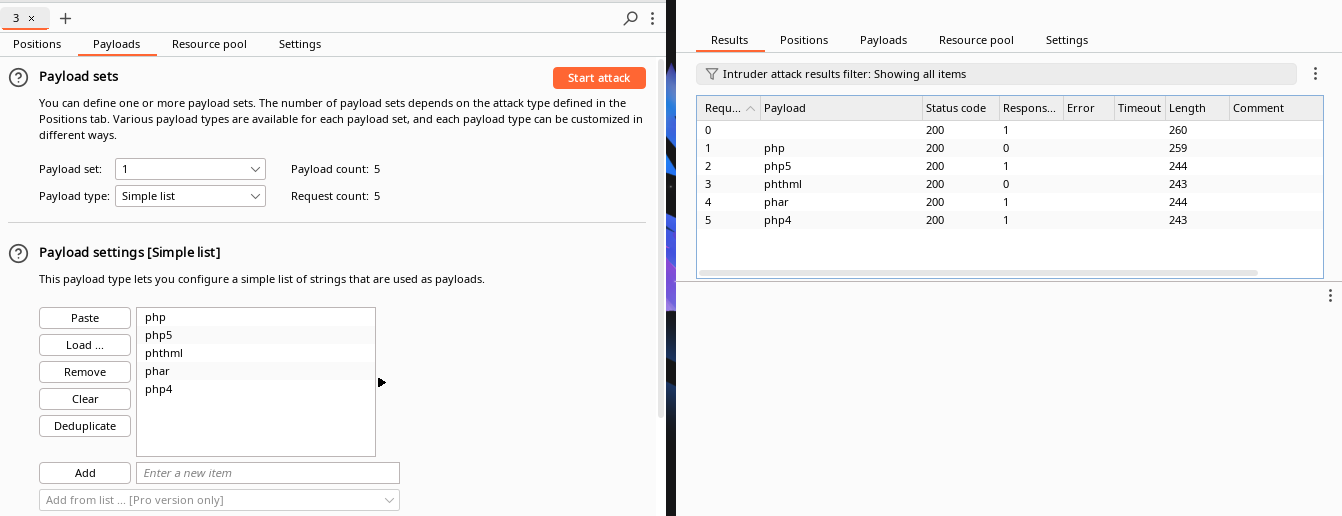 3 × +
Positions Payloads Resource pool Settings
Payload sets
Start attack
You can define one or more payload sets. The number of payload sets depends on the attack type defined in the
Positions tab. Various payload types are available for each payload set, and each payload type can be customized in
different ways.
Payload set: 1 Payload count: 5
Payload type: Simple list Request count: 5
Payload settings [Simple list]
This payload type lets you configure a simple list of strings that are used as payloads.
Paste
Load ...
Remove
Clear
Deduplicate
php
php5
phthml
phar
php4
Add Enter a new item
Add from list ... [Pro version only]
Results Positions Payloads Resource pool Settings
Intruder attack results filter: Showing all items
Requ... Payload Status code Respons... Error Timeout Length Comment
0 200 1 260
1 php 200 0 259
2 php5 200 1 244
3 phthml 200 0 243
4 phar 200 1 244
5 php4 200 1 243